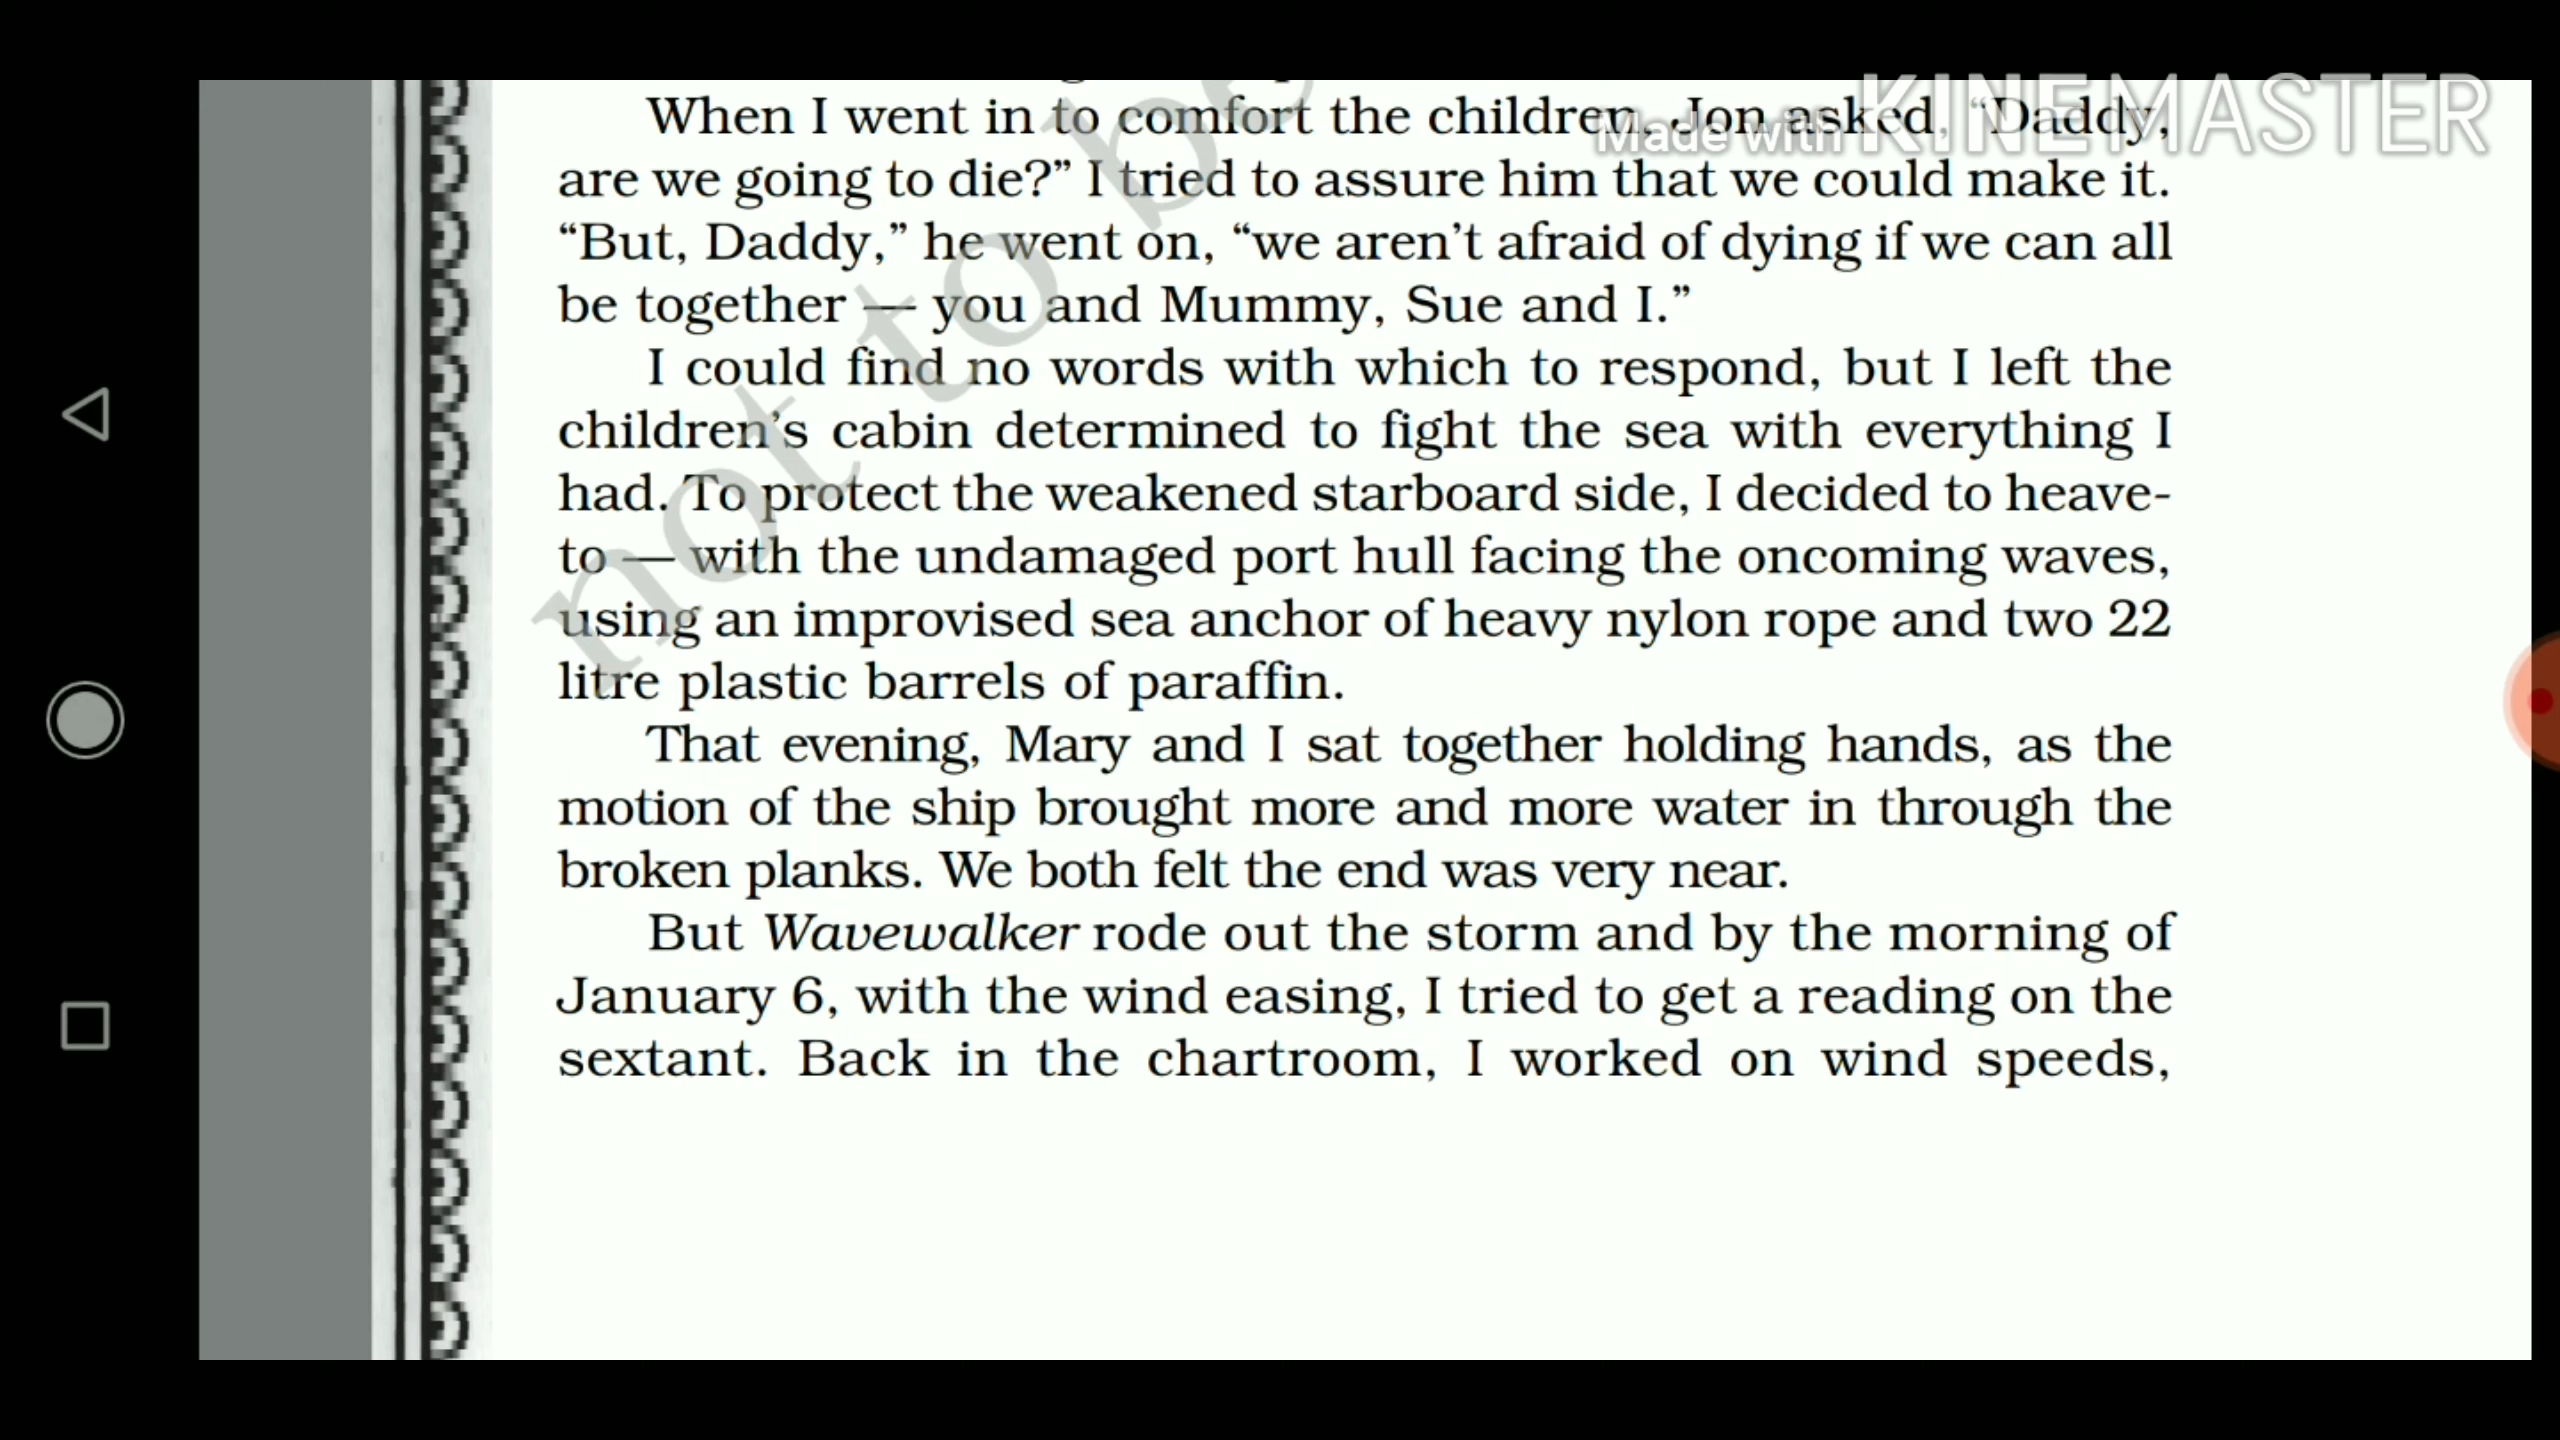 Made with KINEMASTER
When I went in to comfort the children, Jon asked, “Daddy,
are we going to die?” I tried to assure him that we could make it.
“But, Daddy,” he went on, “we aren’t afraid of dying if we can all
be together — you and Mummy, Sue and I.”
I could find no words with which to respond, but I left the
children’s cabin determined to fight the sea with everything I
had. To protect the weakened starboard side, I decided to heave-
to — with the undamaged port hull facing the oncoming waves,
using an improvised sea anchor of heavy nylon rope and two 22
litre plastic barrels of paraffin.
That evening, Mary and I sat together holding hands, as the
motion of the ship brought more and more water in through the
broken planks. We both felt the end was very near.
But Wavewalker rode out the storm and by the morning of
January 6, with the wind easing, I tried to get a reading on the
sextant. Back in the chartroom, I worked on wind speeds,
not to be